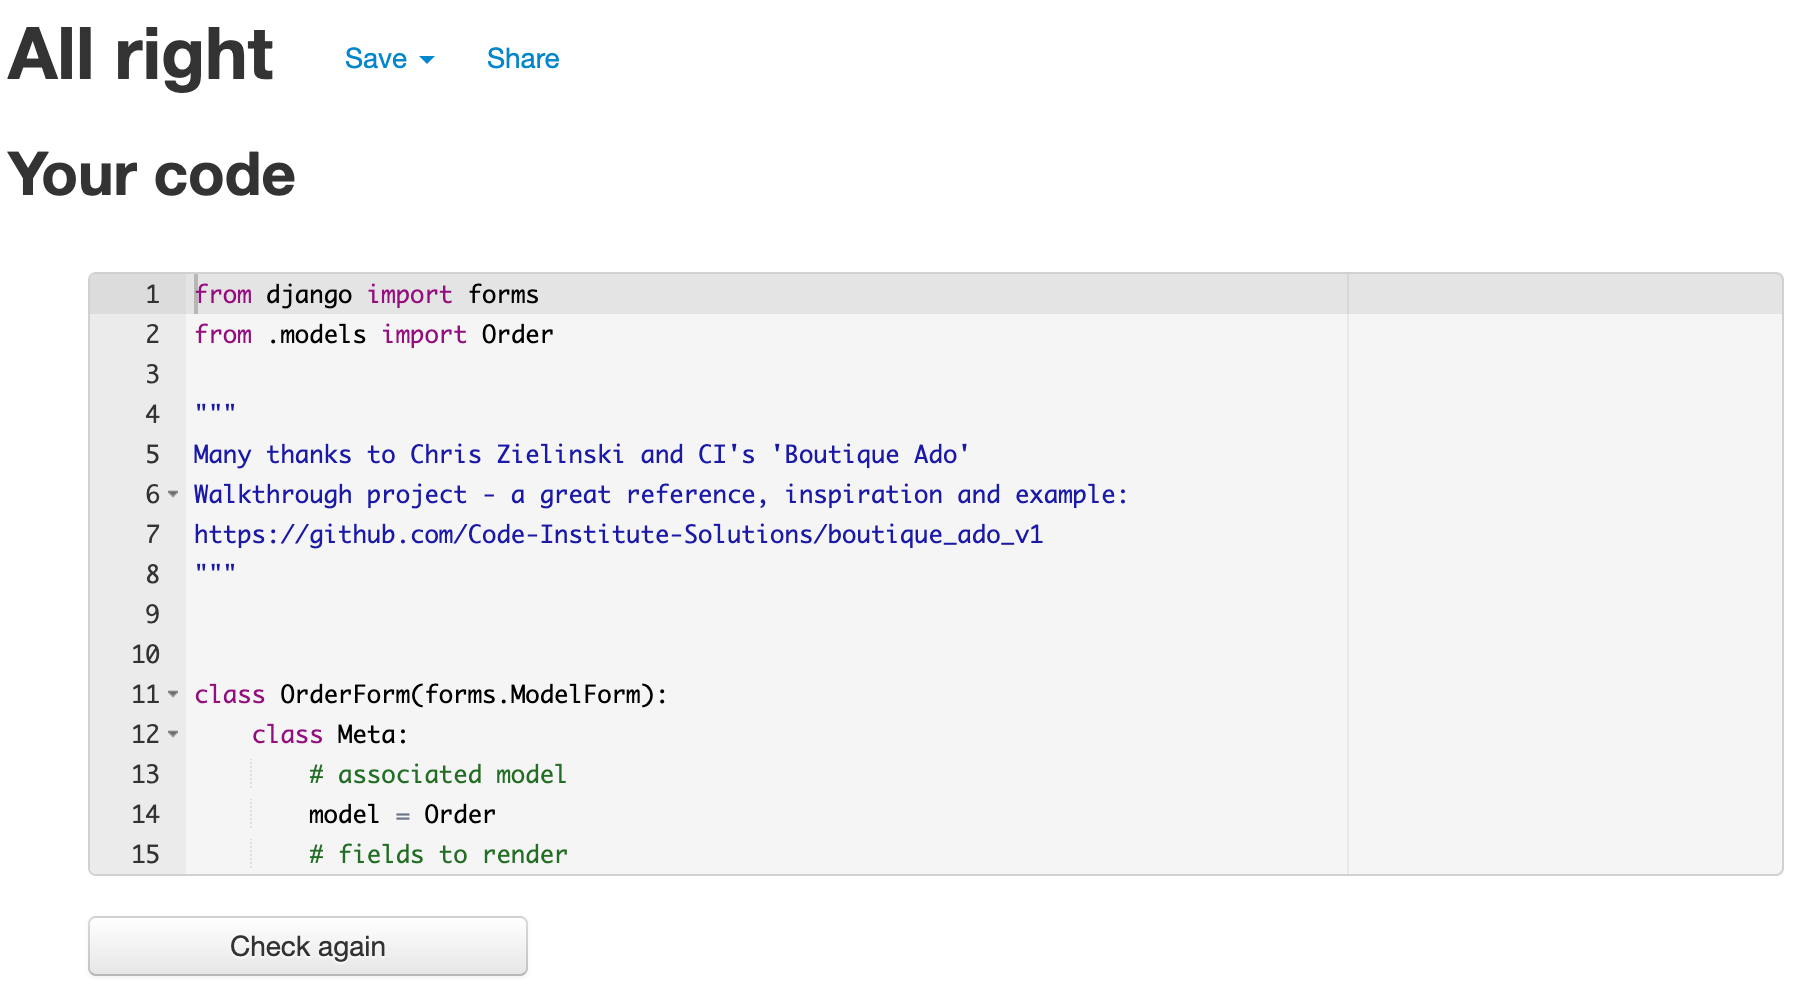 All right Save Share
Your code
1 from django import forms
2 from .models import Order
3
4 """
5 Many thanks to Chris Zielinski and CI's 'Boutique Ado'
6 Walkthrough project - a great reference, inspiration and example:
7 https://github.com/Code-Institute-Solutions/boutique_ado_v1
8 """
9
10
11 class OrderForm(forms.ModelForm):
12     class Meta:
13         # associated model
14         model = Order
15         # fields to render
Check again